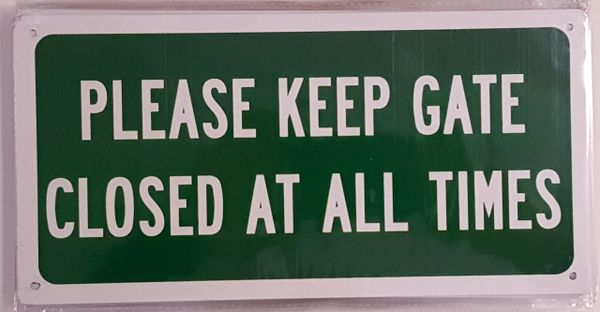 PLEASE KEEP GATE
CLOSED AT ALL TIMES